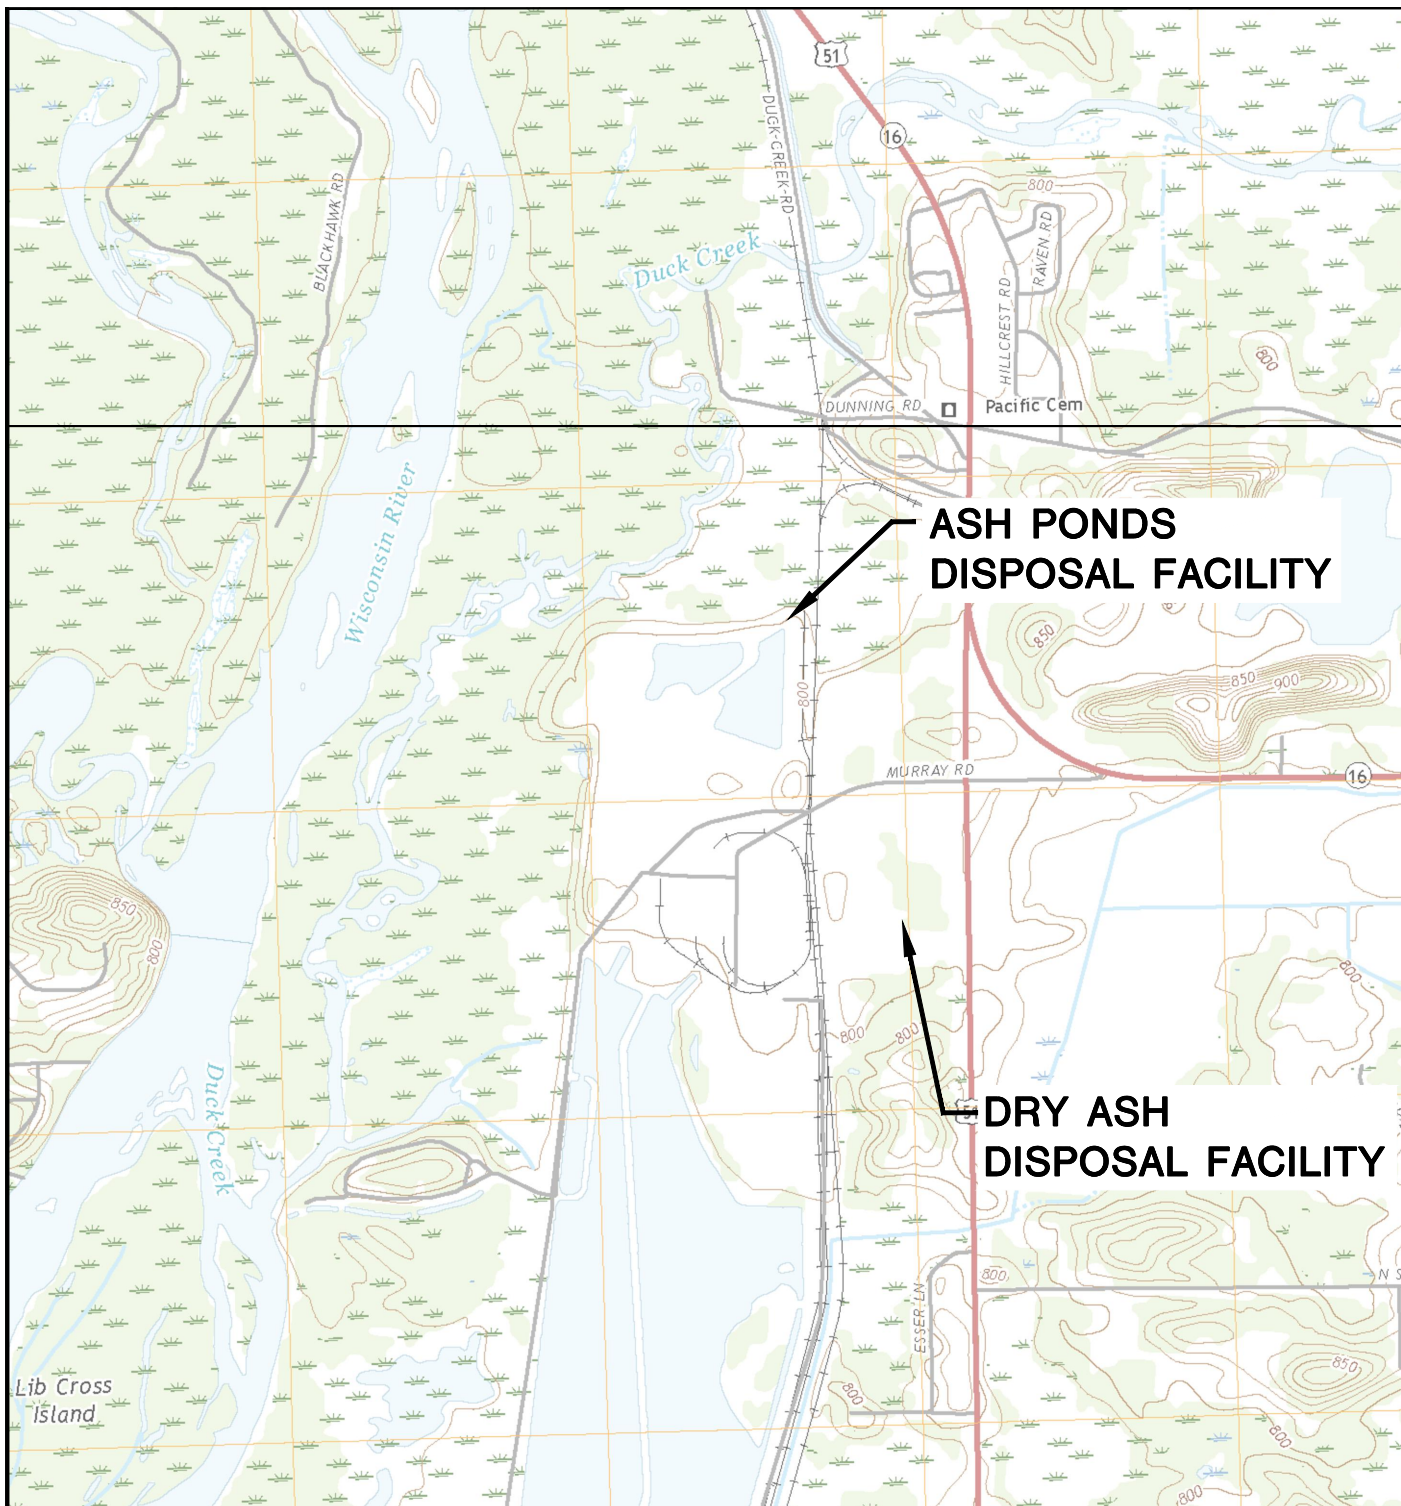 51
16
DUCK-CREEK-RD
BLACKHAWK RD
800
RAVEN RD
Duck Creek
HILLCREST RD
800
DUNNING RD
Pacific Cem
Wisconsin River
ASH PONDS
DISPOSAL FACILITY
850
850
900
800
MURRAY RD
16
850
800
800
800
800
Duck Creek
DRY ASH
DISPOSAL FACILITY
800
ESSER LN
N S
850
Lib Cross
Island
800
800
800